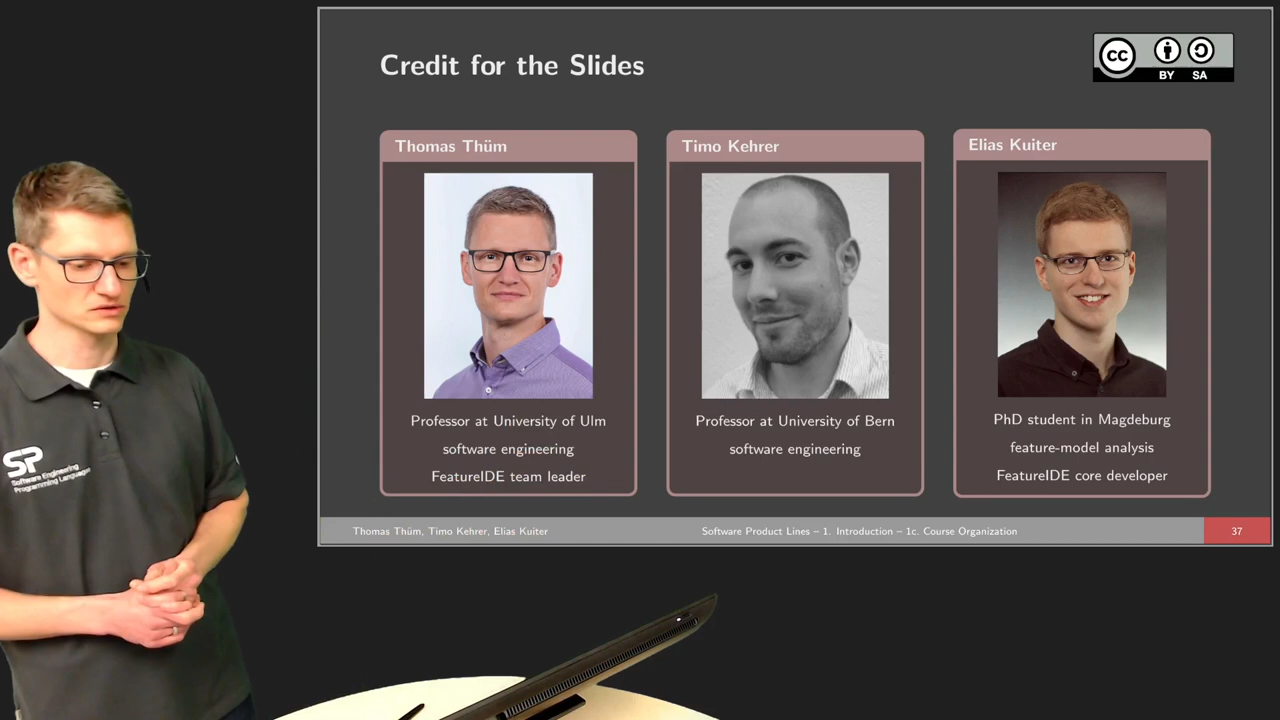 Credit for the Slides
CC
BY SA
Thomas Thüm
Professor at University of Ulm
software engineering
FeatureIDE team leader
Timo Kehrer
Professor at University of Bern
software engineering
Elias Kuiter
PhD student in Magdeburg
feature-model analysis
FeatureIDE core developer
Thomas Thüm, Timo Kehrer, Elias Kuiter
Software Product Lines – 1. Introduction – 1c. Course Organization
37
SP
Software Engineering
Programming Languages